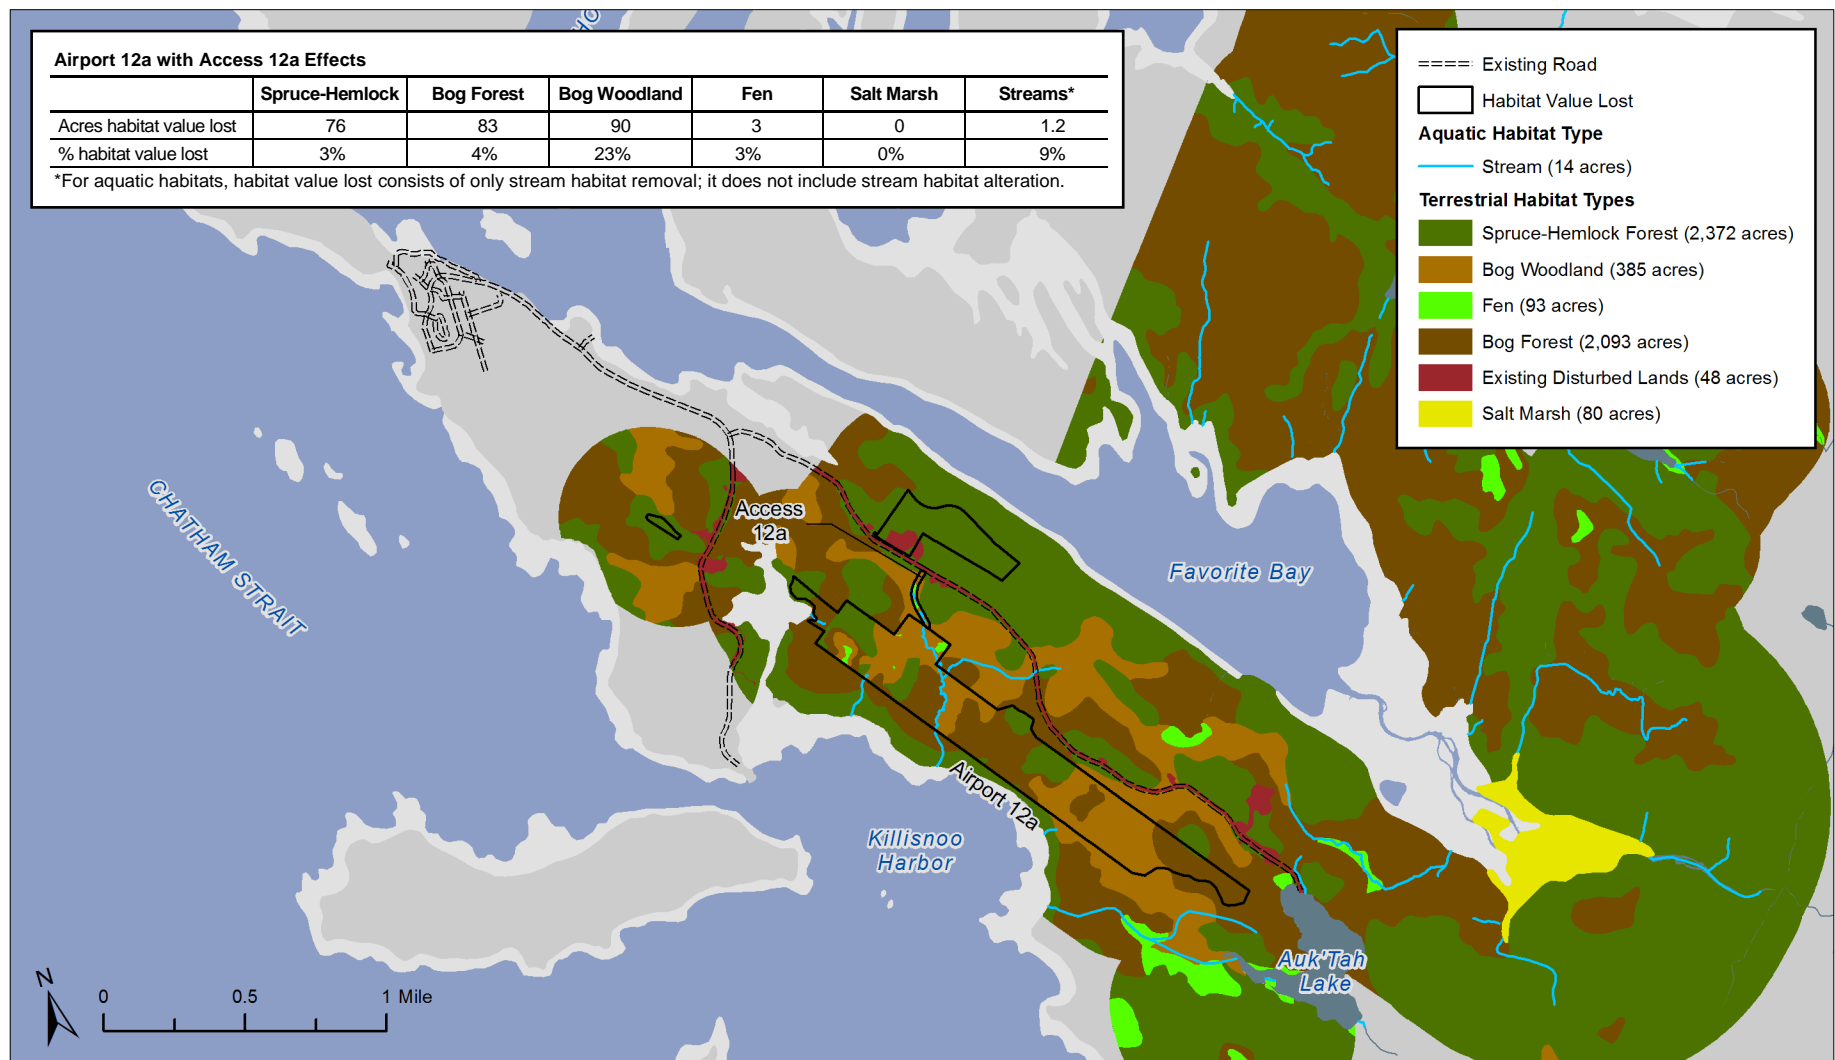 HO
Airport 12a with Access 12a Effects
Spruce-Hemlock Bog Forest Bog Woodland Fen Salt Marsh Streams*
Acres habitat value lost 76 83 90 3 0 1.2
% habitat value lost 3% 4% 23% 3% 0% 9%
*For aquatic habitats, habitat value lost consists of only stream habitat removal; it does not include stream habitat alteration.
Existing Road
Habitat Value Lost
Aquatic Habitat Type
Stream (14 acres)
Terrestrial Habitat Types
Spruce-Hemlock Forest (2,372 acres)
Bog Woodland (385 acres)
Fen (93 acres)
Bog Forest (2,093 acres)
Existing Disturbed Lands (48 acres)
Salt Marsh (80 acres)
CHATHAM STRAIT
Access
12a
Favorite Bay
Airport 12a
Killisnoo
Harbor
Auk'Tah
Lake
N
0 0.5 1 Mile